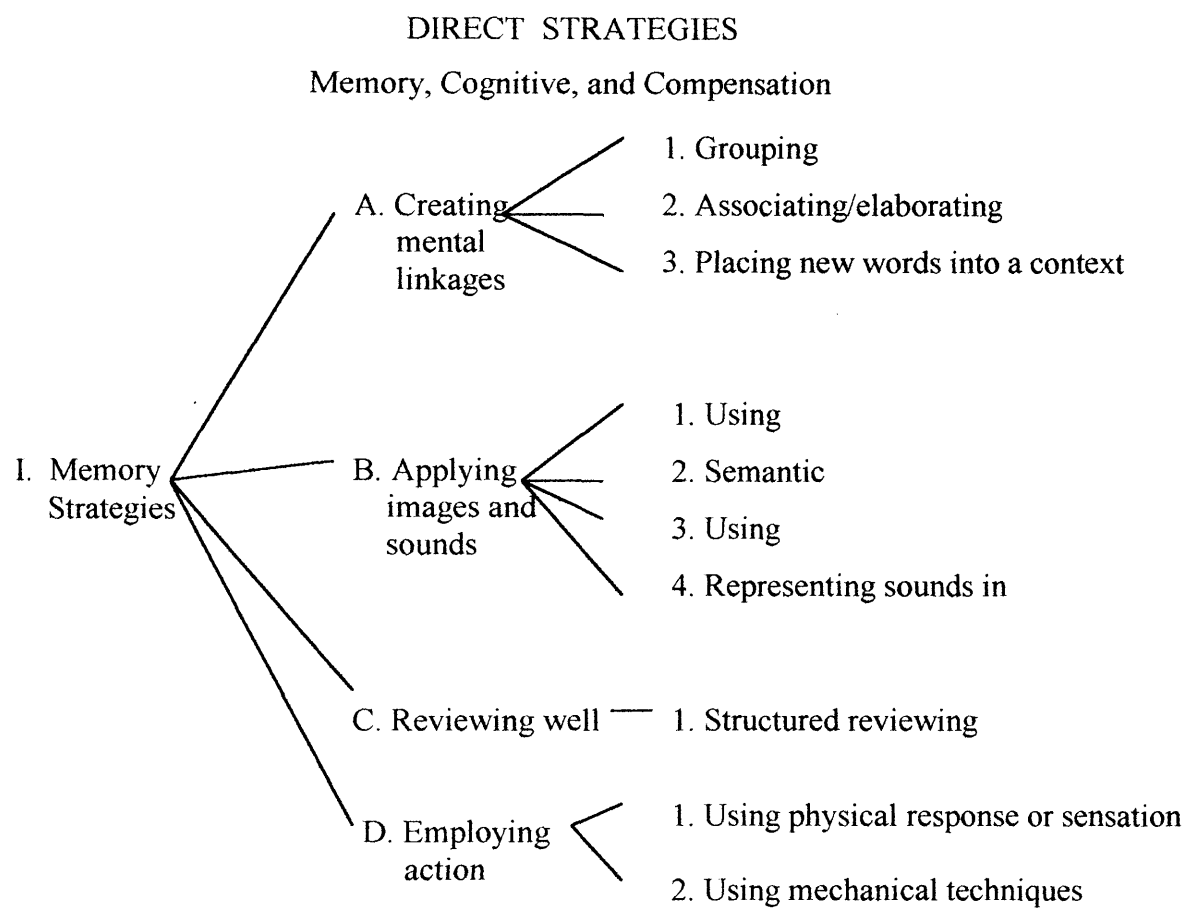 DIRECT STRATEGIES
Memory, Cognitive, and Compensation
I. Memory
Strategies
A. Creating
mental
linkages
1. Grouping
2. Associating/elaborating
3. Placing new words into a context
B. Applying
images and
sounds
1. Using
2. Semantic
3. Using
4. Representing sounds in
C. Reviewing well
1. Structured reviewing
D. Employing
action
1. Using physical response or sensation
2. Using mechanical techniques